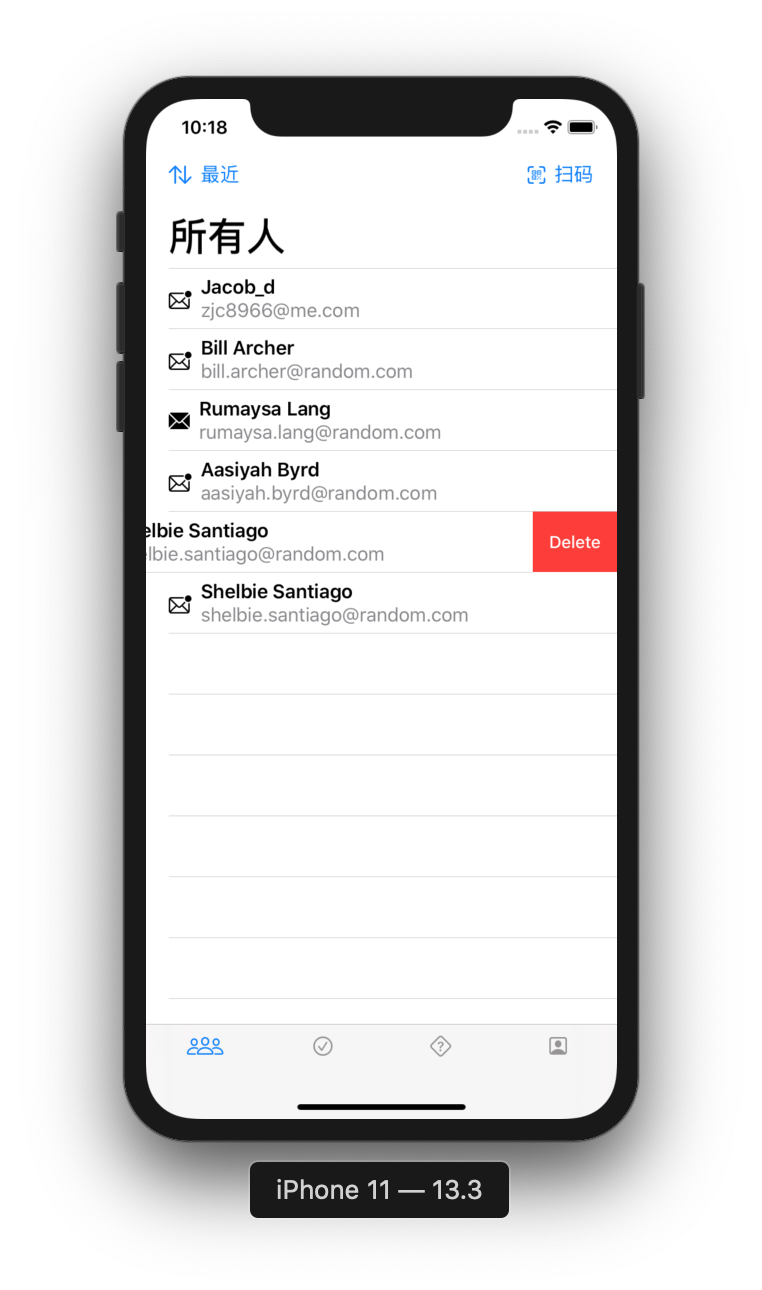 10:18
最近
扫码
所有人
Jacob_d
zjc8966@me.com
Bill Archer
bill.archer@random.com
Rumaysa Lang
rumaysa.lang@random.com
Aasiyah Byrd
aasiyah.byrd@random.com
elbie Santiago
elbie.santiago@random.com
Delete
Shelbie Santiago
shelbie.santiago@random.com
iPhone 11 — 13.3